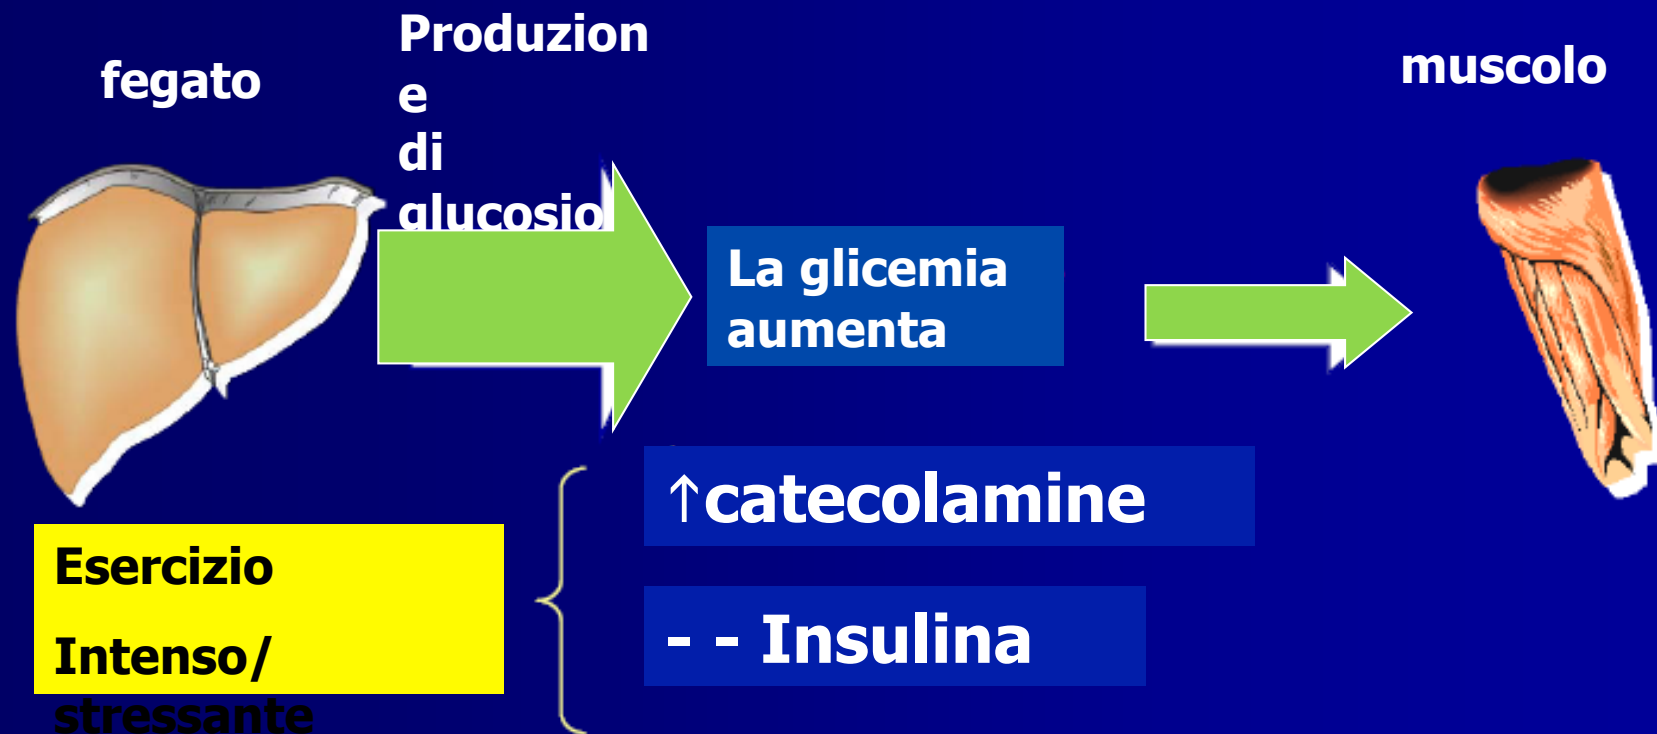 fegato
Produzion
e
di
glucosio
muscolo
La glicemia
aumenta
↑catecolamine
- - Insulina
Esercizio
Intenso/
stressante